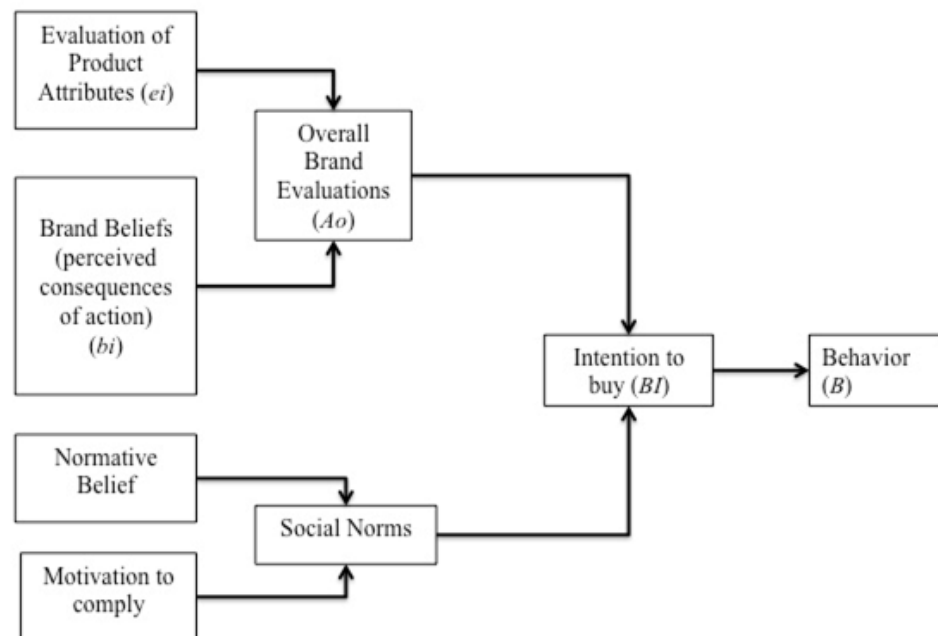 Evaluation of
Product
Attributes (ei)
Overall
Brand
Evaluations
(Ao)
Brand Beliefs
(perceived
consequences
of action)
(bi)
Intention to
buy (BI)
Behavior
(B)
Normative
Belief
Social Norms
Motivation to
comply